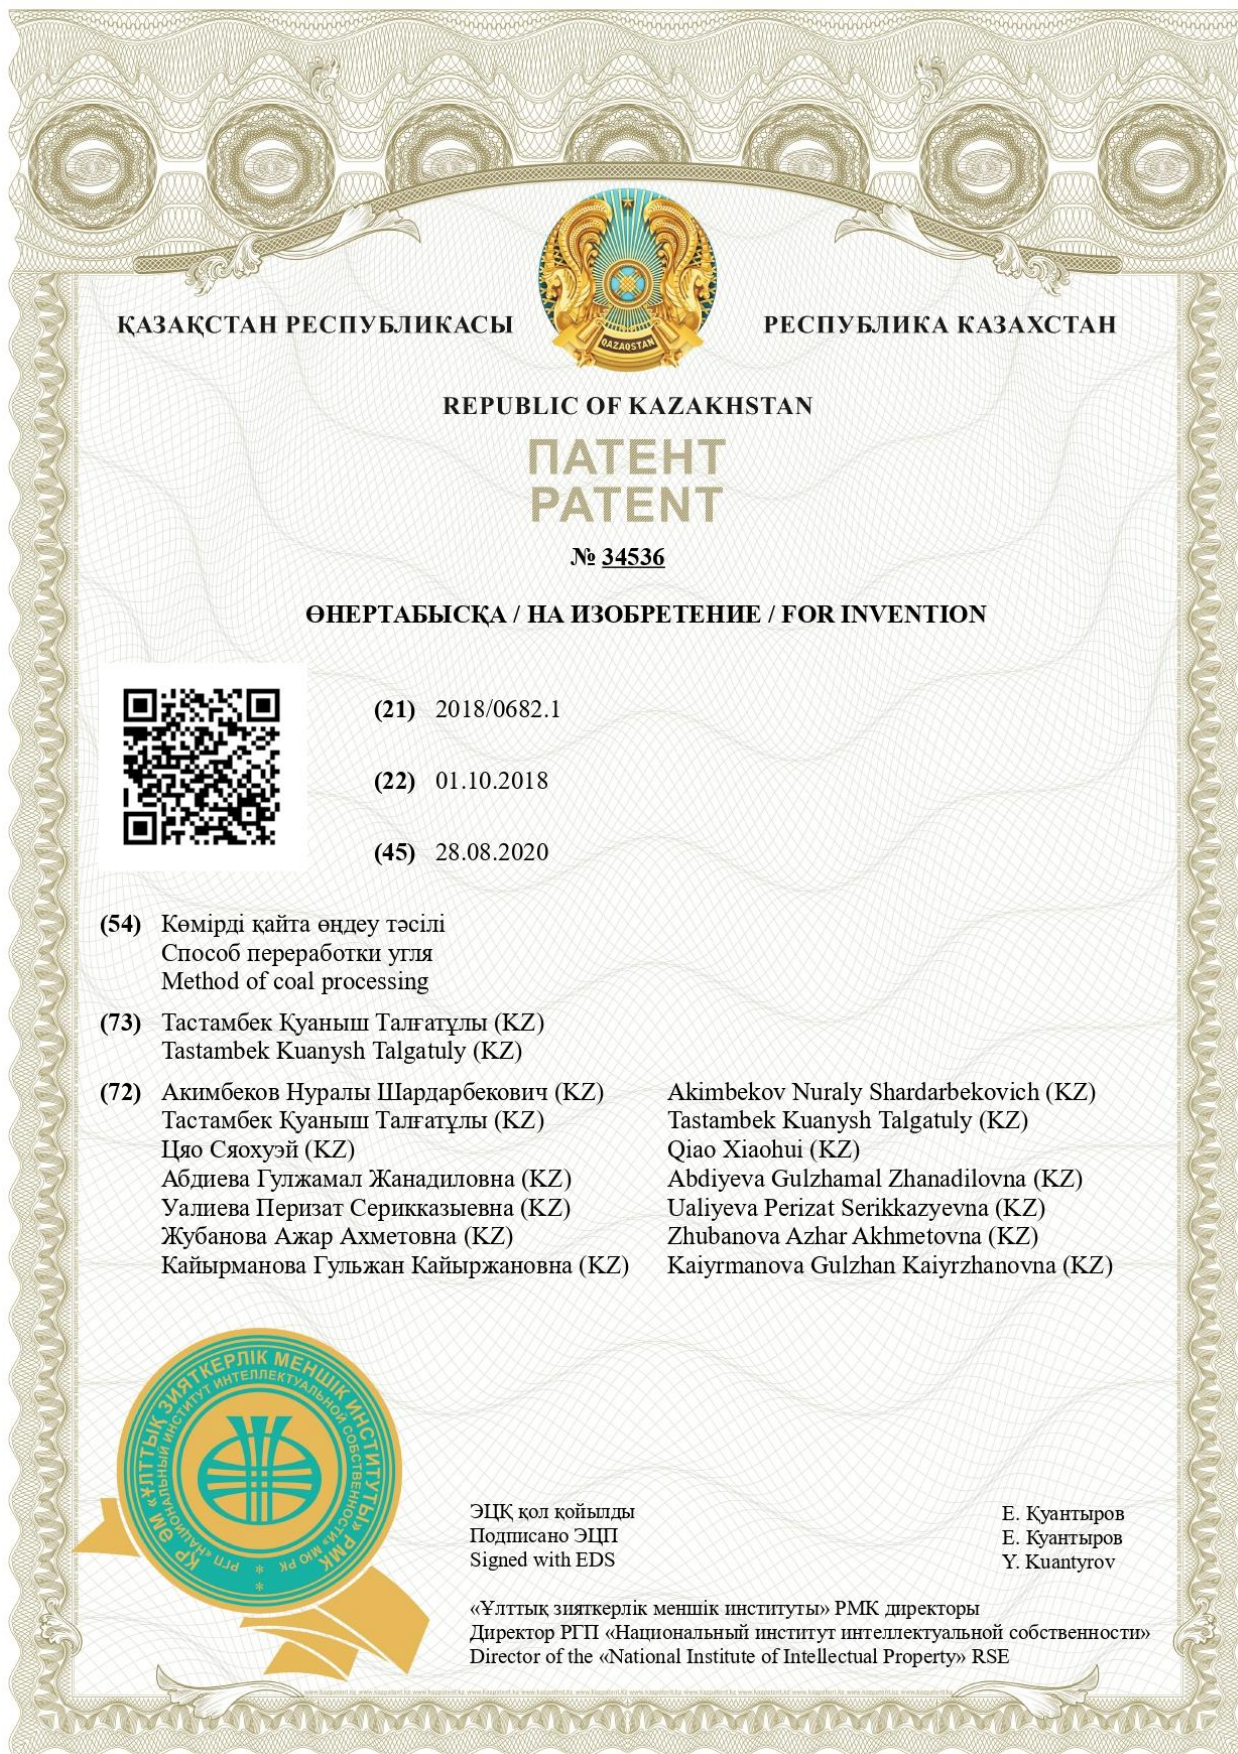 ҚАЗАҚСТАН РЕСПУБЛИКАСЫ
РЕСПУБЛИКА КАЗАХСТАН
QAZAQSTAN
REPUBLIC OF KAZAKHSTAN
ПАТЕНТ
PATENT
№ 34536
ӨНЕРТАБЫСҚА / НА ИЗОБРЕТЕНИЕ / FOR INVENTION
(21) 2018/0682.1
(22) 01.10.2018
(45) 28.08.2020
(54) Көмірді қайта өңдеу тәсілі
Способ переработки угля
Method of coal processing
(73) Тастамбек Қуаныш Талғатұлы (KZ)
Tastambek Kuanysh Talgatuly (KZ)
(72) Акимбеков Нуралы Шардарбекович (KZ)
Тастамбек Қуаныш Талғатұлы (KZ)
Цяо Сяохуэй (KZ)
Абдиева Гулжамал Жанадиловна (KZ)
Уалиева Перизат Серикказыевна (KZ)
Жубанова Ажар Ахметовна (KZ)
Кайырманова Гульжан Кайыржановна (KZ)
Akimbekov Nuraly Shardarbekovich (KZ)
Tastambek Kuanysh Talgatuly (KZ)
Qiao Xiaohui (KZ)
Abdiyeva Gulzhamal Zhanadilovna (KZ)
Ualiyeva Perizat Serikkazyevna (KZ)
Zhubanova Azhar Akhmetovna (KZ)
Kaiyrmanova Gulzhan Kaiyrzhanovna (KZ)
ҚР ӘМ «ҰЛТТЫҚ ЗИЯТКЕРЛІК МЕНШІК ИНСТИТУТЫ» РМК
РГП «НАЦИОНАЛЬНЫЙ ИНСТИТУТ ИНТЕЛЛЕКТУАЛЬНОЙ СОБСТВЕННОСТИ» МЮ РК
ЭЦҚ қол қойылды
Подписано ЭЦП
Signed with EDS
Е. Қуантыров
Е. Куантыров
Y. Kuantyrov
«Ұлттық зияткерлік меншік институты» РМК директоры
Директор РГП «Национальный институт интеллектуальной собственности»
Director of the «National Institute of Intellectual Property» RSE